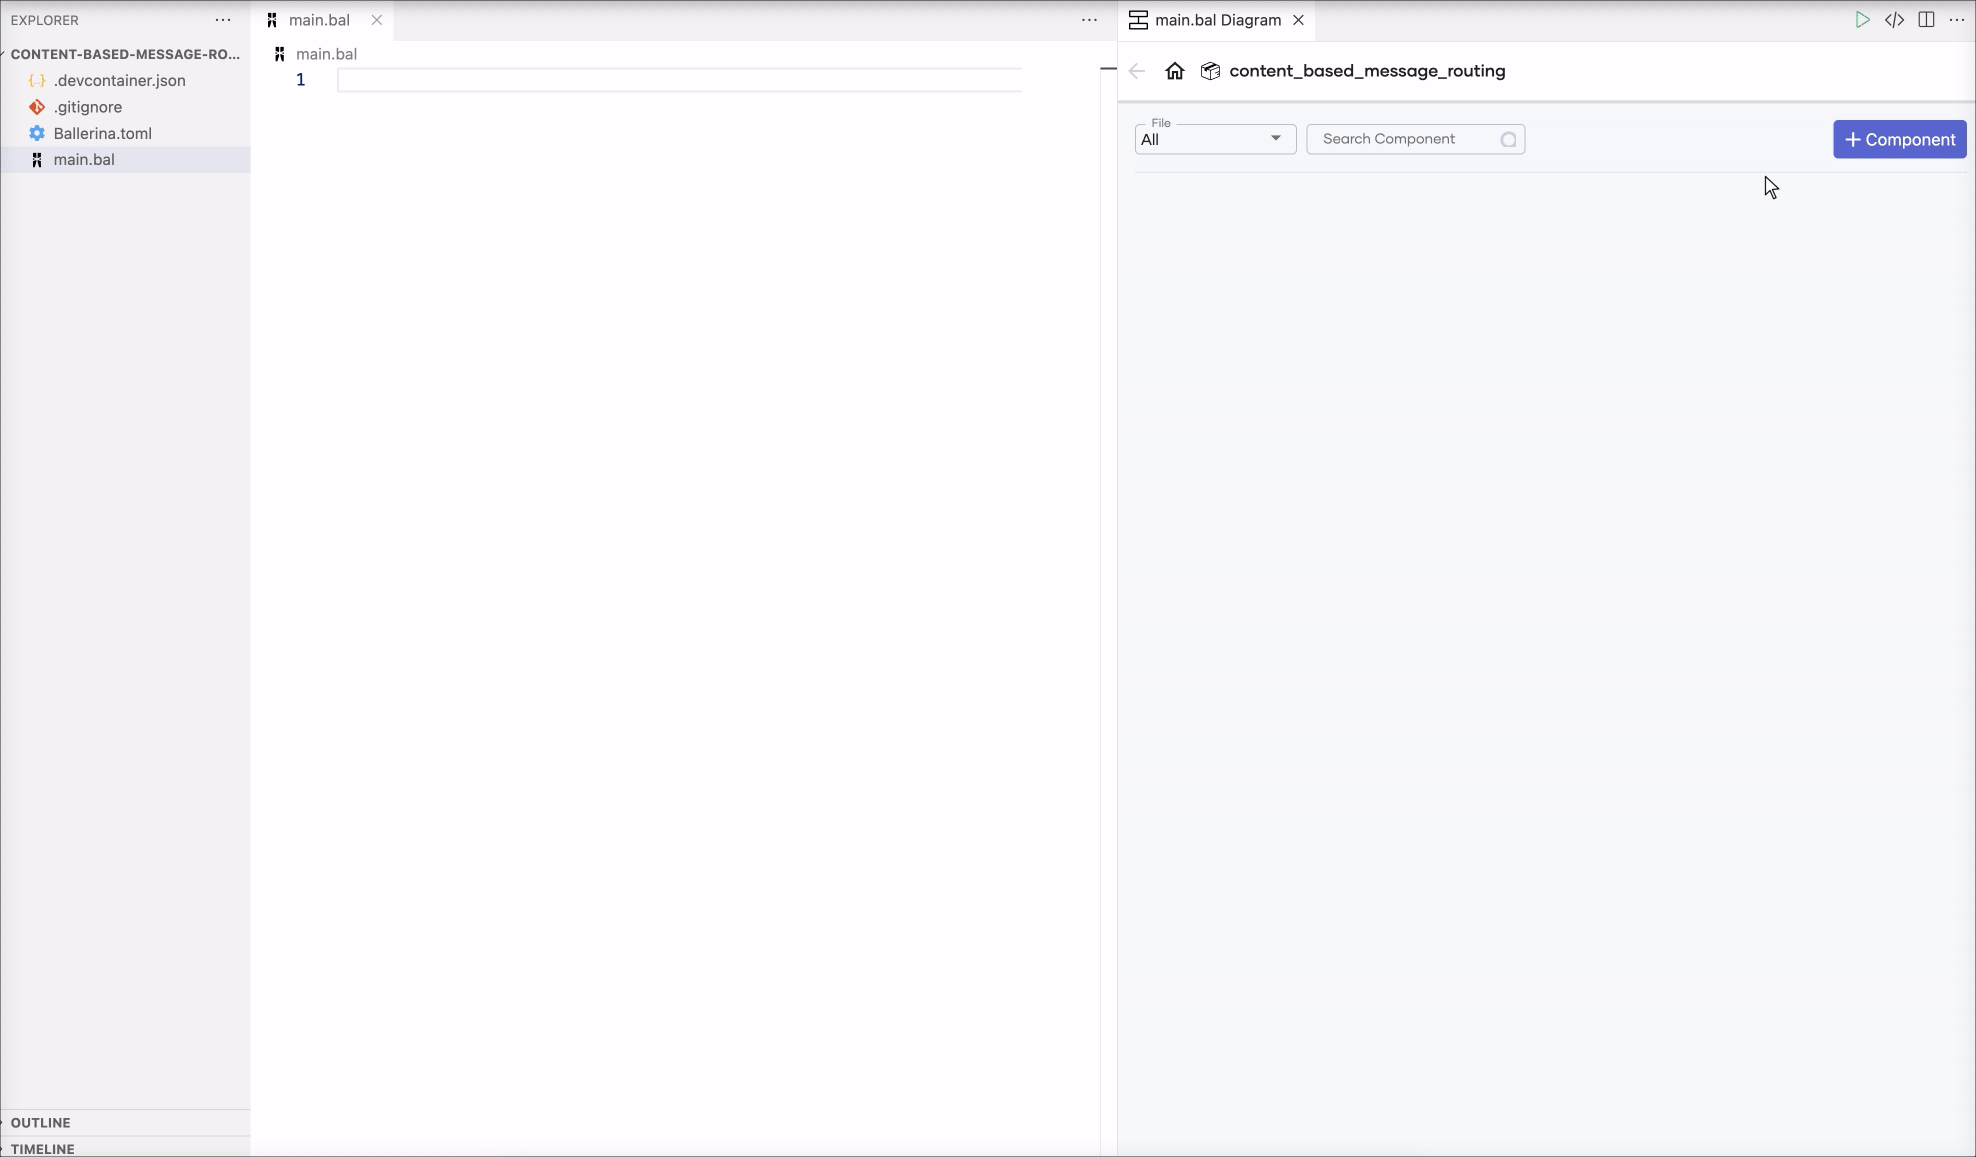 EXPLORER
CONTENT-BASED-MESSAGE-RO...
.devcontainer.json
.gitignore
Ballerina.toml
main.bal
OUTLINE
TIMELINE
main.bal
main.bal
1
main.bal Diagram
content_based_message_routing
File
All
Search Component
+ Component